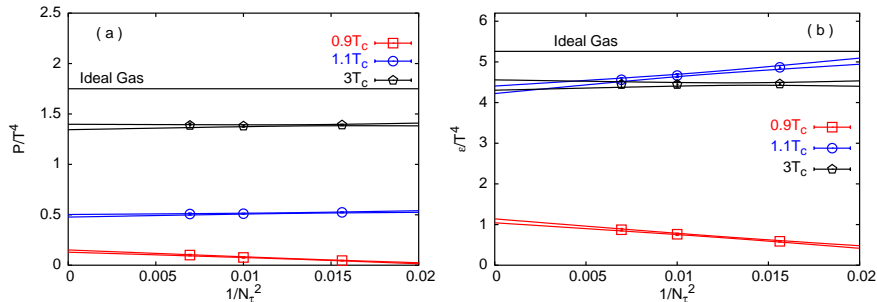 ( a )
2.5
2
1.5
1
0.5
0
P/T^4
0.9T_c
1.1T_c
3T_c
Ideal Gas
0
0.005
0.01
0.015
0.02
1/N_τ^2
( b )
6
5
4
3
2
1
0
ε/T^4
Ideal Gas
0.9T_c
1.1T_c
3T_c
0
0.005
0.01
0.015
0.02
1/N_τ^2